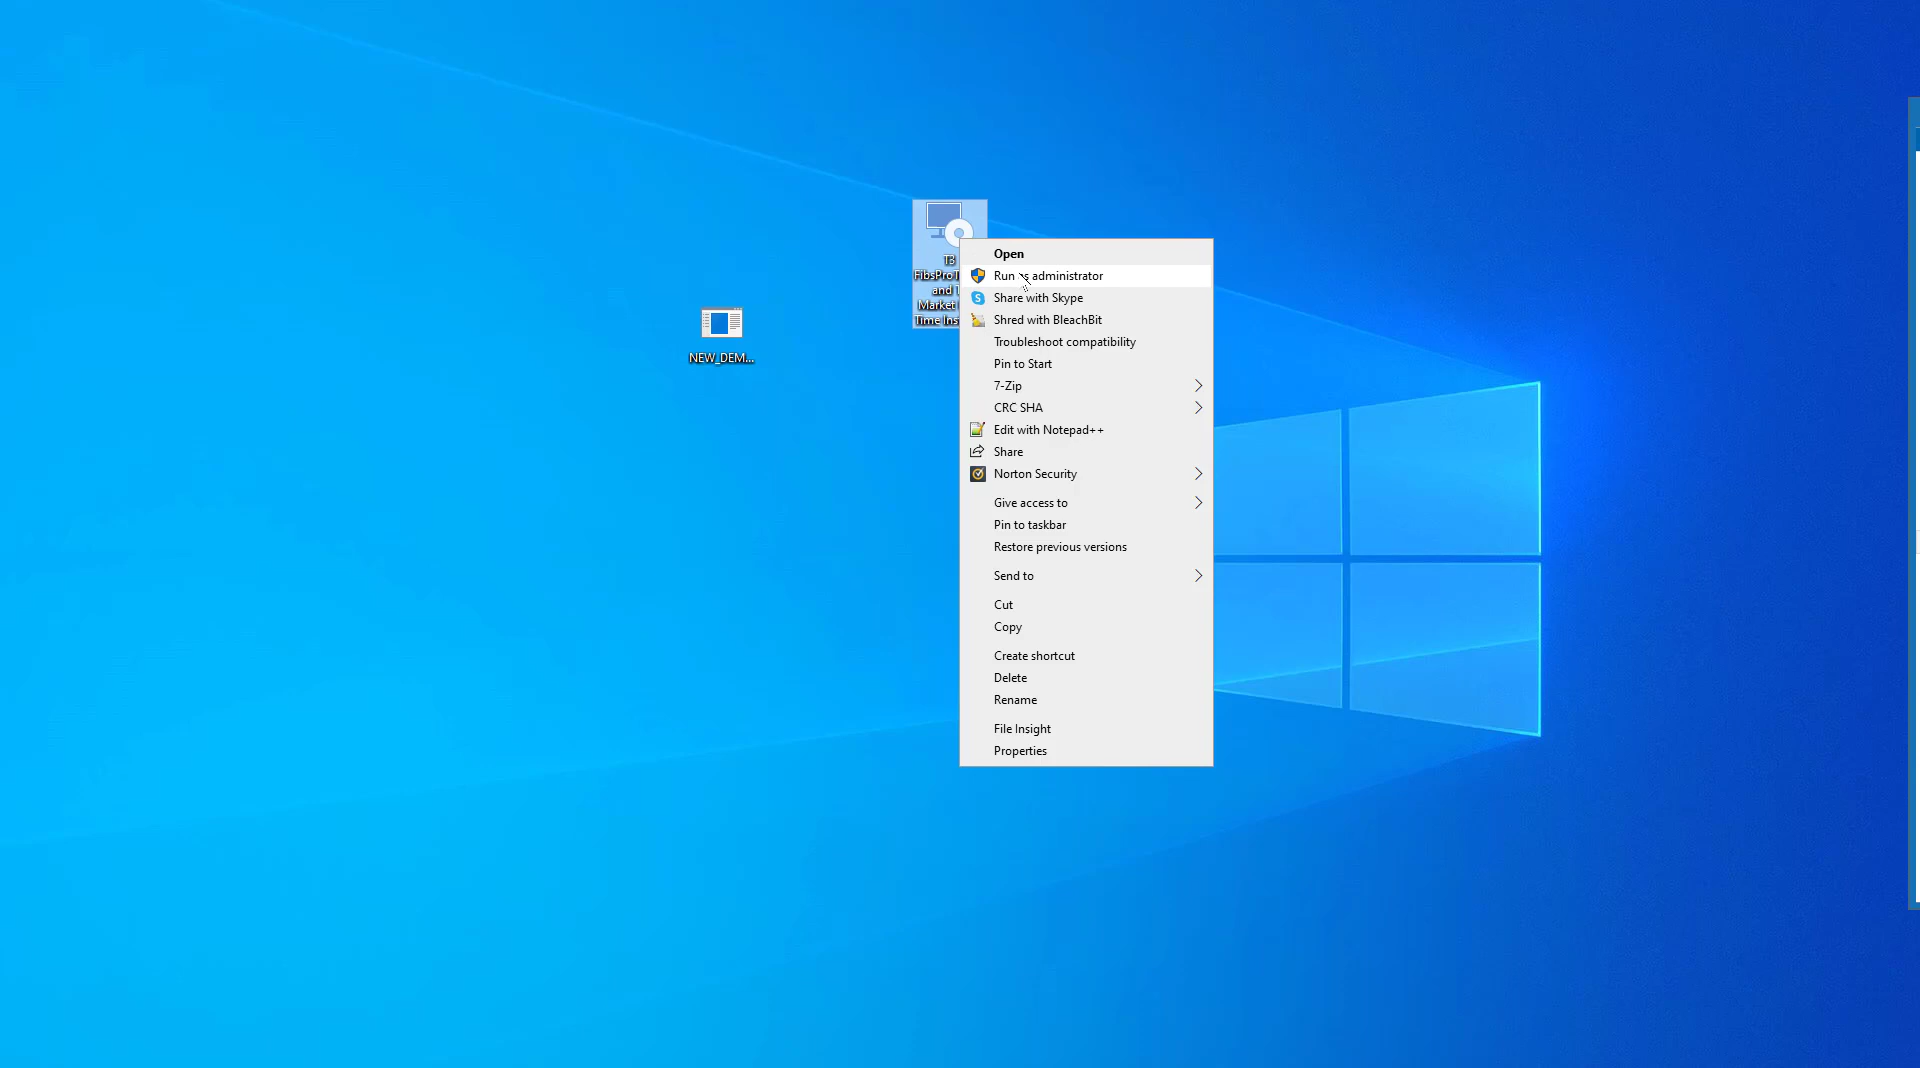 T3
FibsProT
and T
Market
Time Ins
NEW_DEM...
Open
Run as administrator
Share with Skype
Shred with BleachBit
Troubleshoot compatibility
Pin to Start
7-Zip
CRC SHA
Edit with Notepad++
Share
Norton Security
Give access to
Pin to taskbar
Restore previous versions
Send to
Cut
Copy
Create shortcut
Delete
Rename
File Insight
Properties